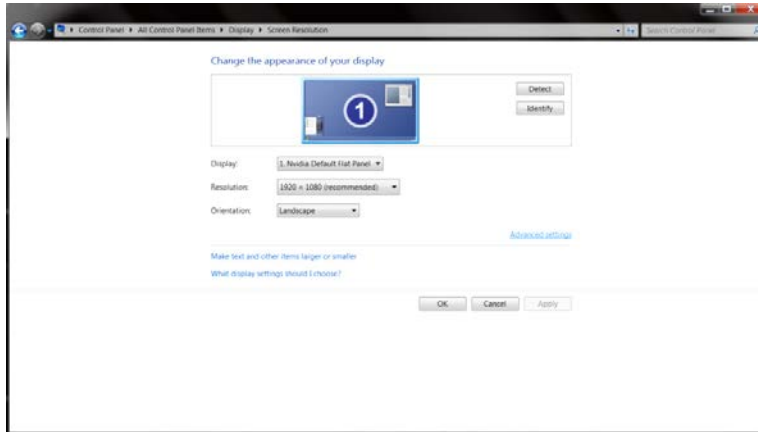 Control Panel ▸ All Control Panel Items ▸ Display ▸ Screen Resolution
Search Control Panel
Change the appearance of your display
1
Detect
Identify
Display:
1. Nvidia Default Flat Panel
Resolution:
1920 × 1080 (recommended)
Orientation:
Landscape
Advanced settings
Make text and other items larger or smaller
What display settings should I choose?
OK
Cancel
Apply